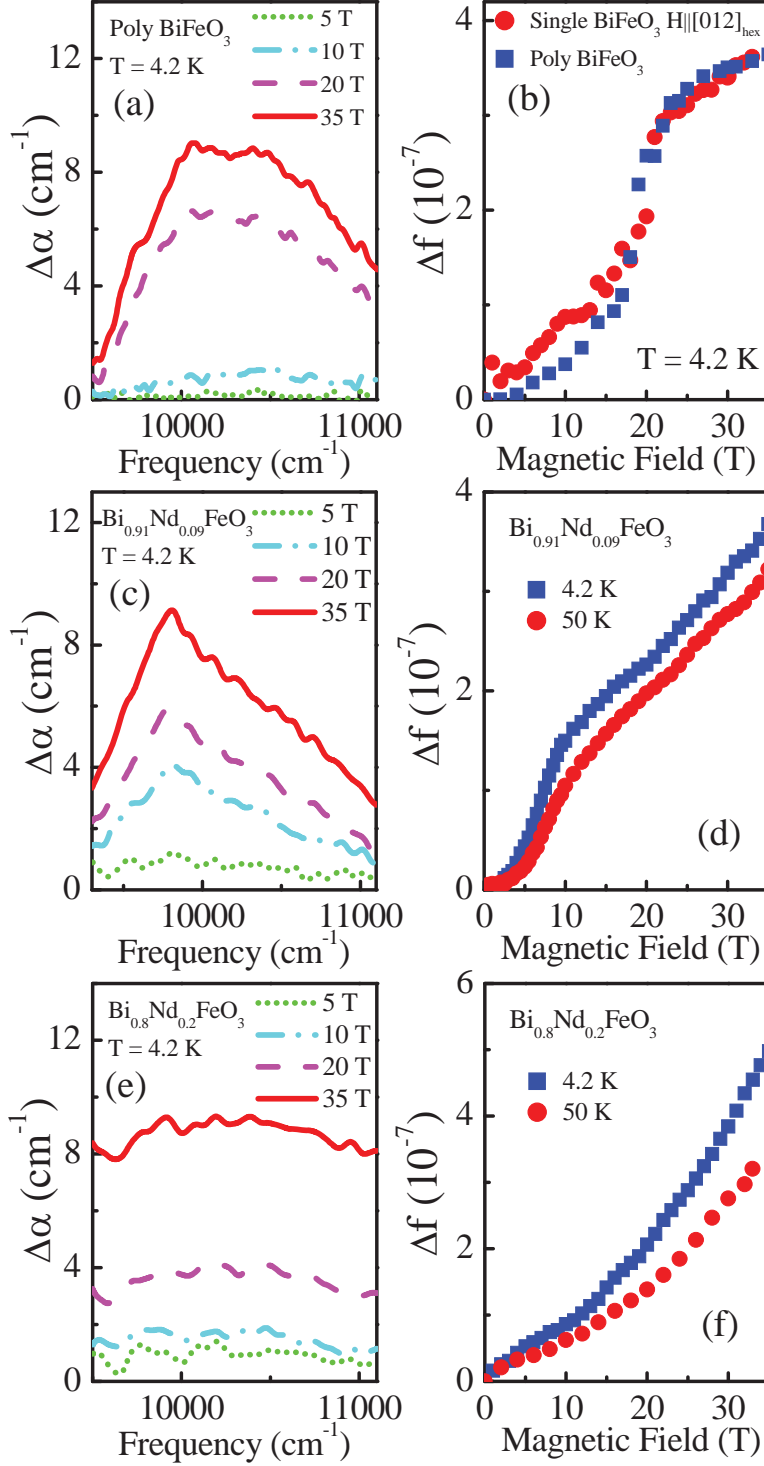 Poly BiFeO3
T = 4.2 K
(a)
5 T
10 T
20 T
35 T
12
8
4
0
Δα (cm-1)
10000 11000
Frequency (cm-1)
Single BiFeO3 H||[012]hex
Poly BiFeO3
(b)
T = 4.2 K
4
2
0
Δf (10-7)
0 10 20 30
Magnetic Field (T)
Bi0.91Nd0.09FeO3
T = 4.2 K
(c)
5 T
10 T
20 T
35 T
12
8
4
0
Δα (cm-1)
10000 11000
Frequency (cm-1)
Bi0.91Nd0.09FeO3
4.2 K
50 K
(d)
4
2
0
Δf (10-7)
0 10 20 30
Magnetic Field (T)
Bi0.8Nd0.2FeO3
T = 4.2 K
(e)
5 T
10 T
20 T
35 T
12
8
4
0
Δα (cm-1)
10000 11000
Frequency (cm-1)
Bi0.8Nd0.2FeO3
4.2 K
50 K
(f)
6
4
2
0
Δf (10-7)
0 10 20 30
Magnetic Field (T)